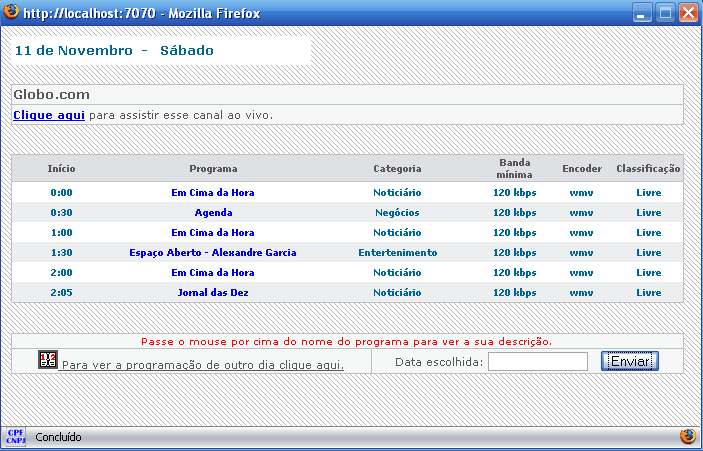 http://localhost:7070 - Mozilla Firefox
11 de Novembro - Sábado
Globo.com
Clique aqui para assistir esse canal ao vivo.
Início Programa Categoria Banda mínima Encoder Classificação
0:00 Em Cima da Hora Noticiário 120 kbps wmv Livre
0:30 Agenda Negócios 120 kbps wmv Livre
1:00 Em Cima da Hora Noticiário 120 kbps wmv Livre
1:30 Espaço Aberto - Alexandre Garcia Entertenimento 120 kbps wmv Livre
2:00 Em Cima da Hora Noticiário 120 kbps wmv Livre
2:05 Jornal das Dez Noticiário 120 kbps wmv Livre
Passe o mouse por cima do nome do programa para ver a sua descrição.
Para ver a programação de outro dia clique aqui. Data escolhida: Enviar
CPF
CNPJ
Concluído